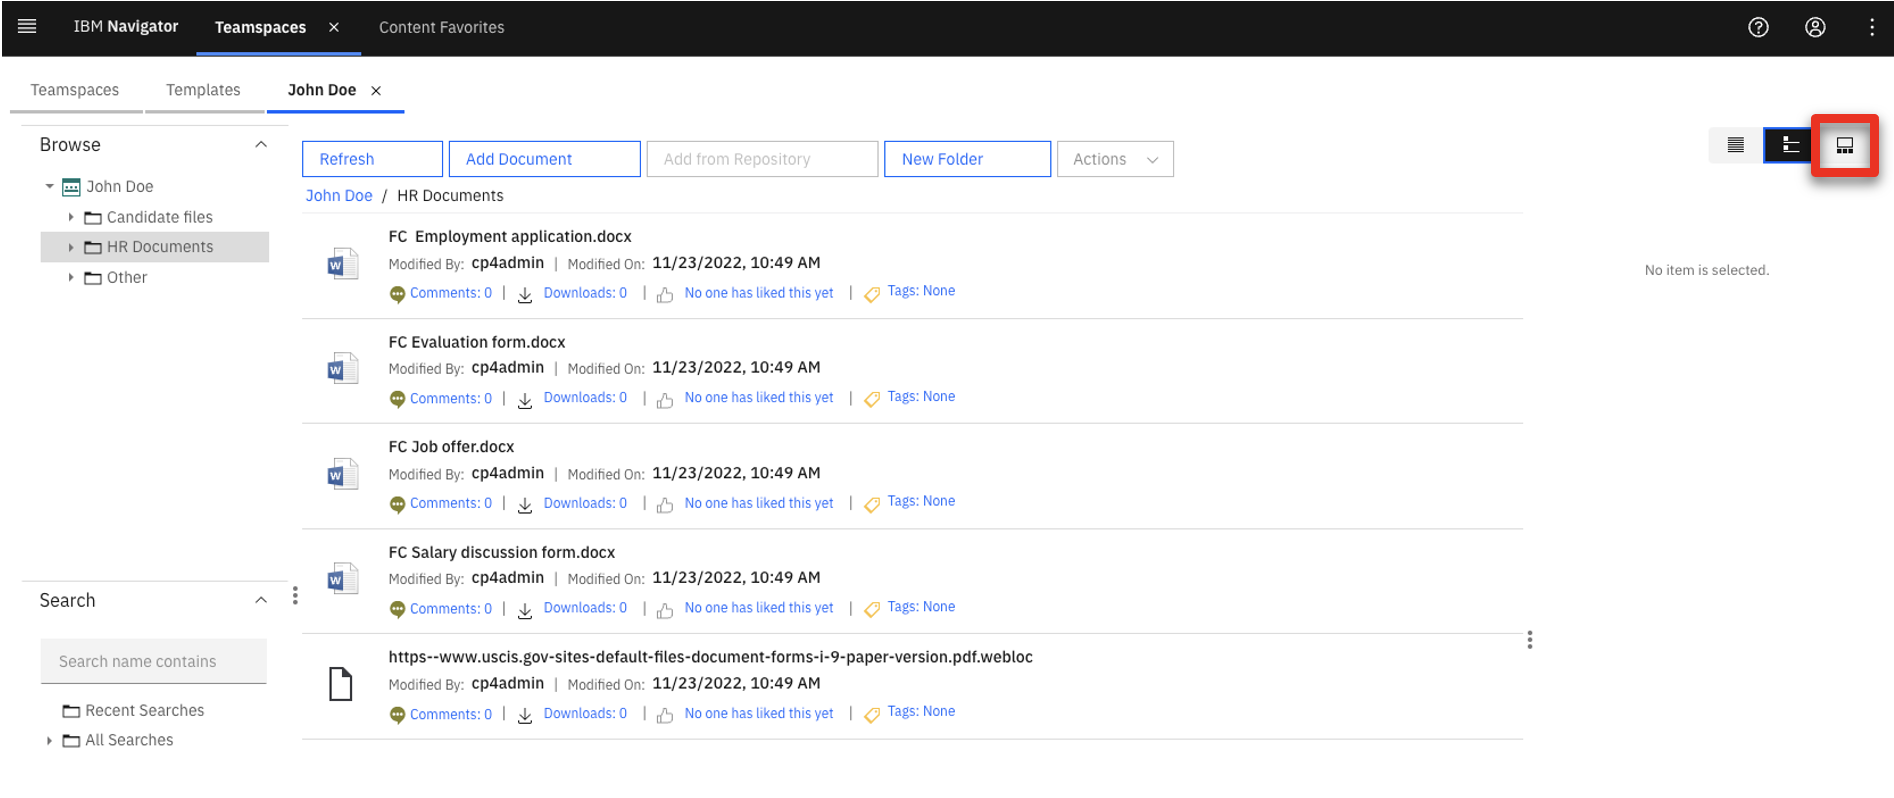 IBM Navigator Teamspaces Content Favorites
Teamspaces Templates John Doe
Browse
John Doe
Candidate files
HR Documents
Other
Search
Search name contains
Recent Searches
All Searches
Refresh Add Document Add from Repository New Folder Actions
John Doe / HR Documents
FC Employment application.docx
Modified By: cp4admin | Modified On: 11/23/2022, 10:49 AM
Comments: 0 | Downloads: 0 | No one has liked this yet | Tags: None
FC Evaluation form.docx
Modified By: cp4admin | Modified On: 11/23/2022, 10:49 AM
Comments: 0 | Downloads: 0 | No one has liked this yet | Tags: None
FC Job offer.docx
Modified By: cp4admin | Modified On: 11/23/2022, 10:49 AM
Comments: 0 | Downloads: 0 | No one has liked this yet | Tags: None
FC Salary discussion form.docx
Modified By: cp4admin | Modified On: 11/23/2022, 10:49 AM
Comments: 0 | Downloads: 0 | No one has liked this yet | Tags: None
https--www.uscis.gov-sites-default-files-document-forms-i-9-paper-version.pdf.webloc
Modified By: cp4admin | Modified On: 11/23/2022, 10:49 AM
Comments: 0 | Downloads: 0 | No one has liked this yet | Tags: None
No item is selected.